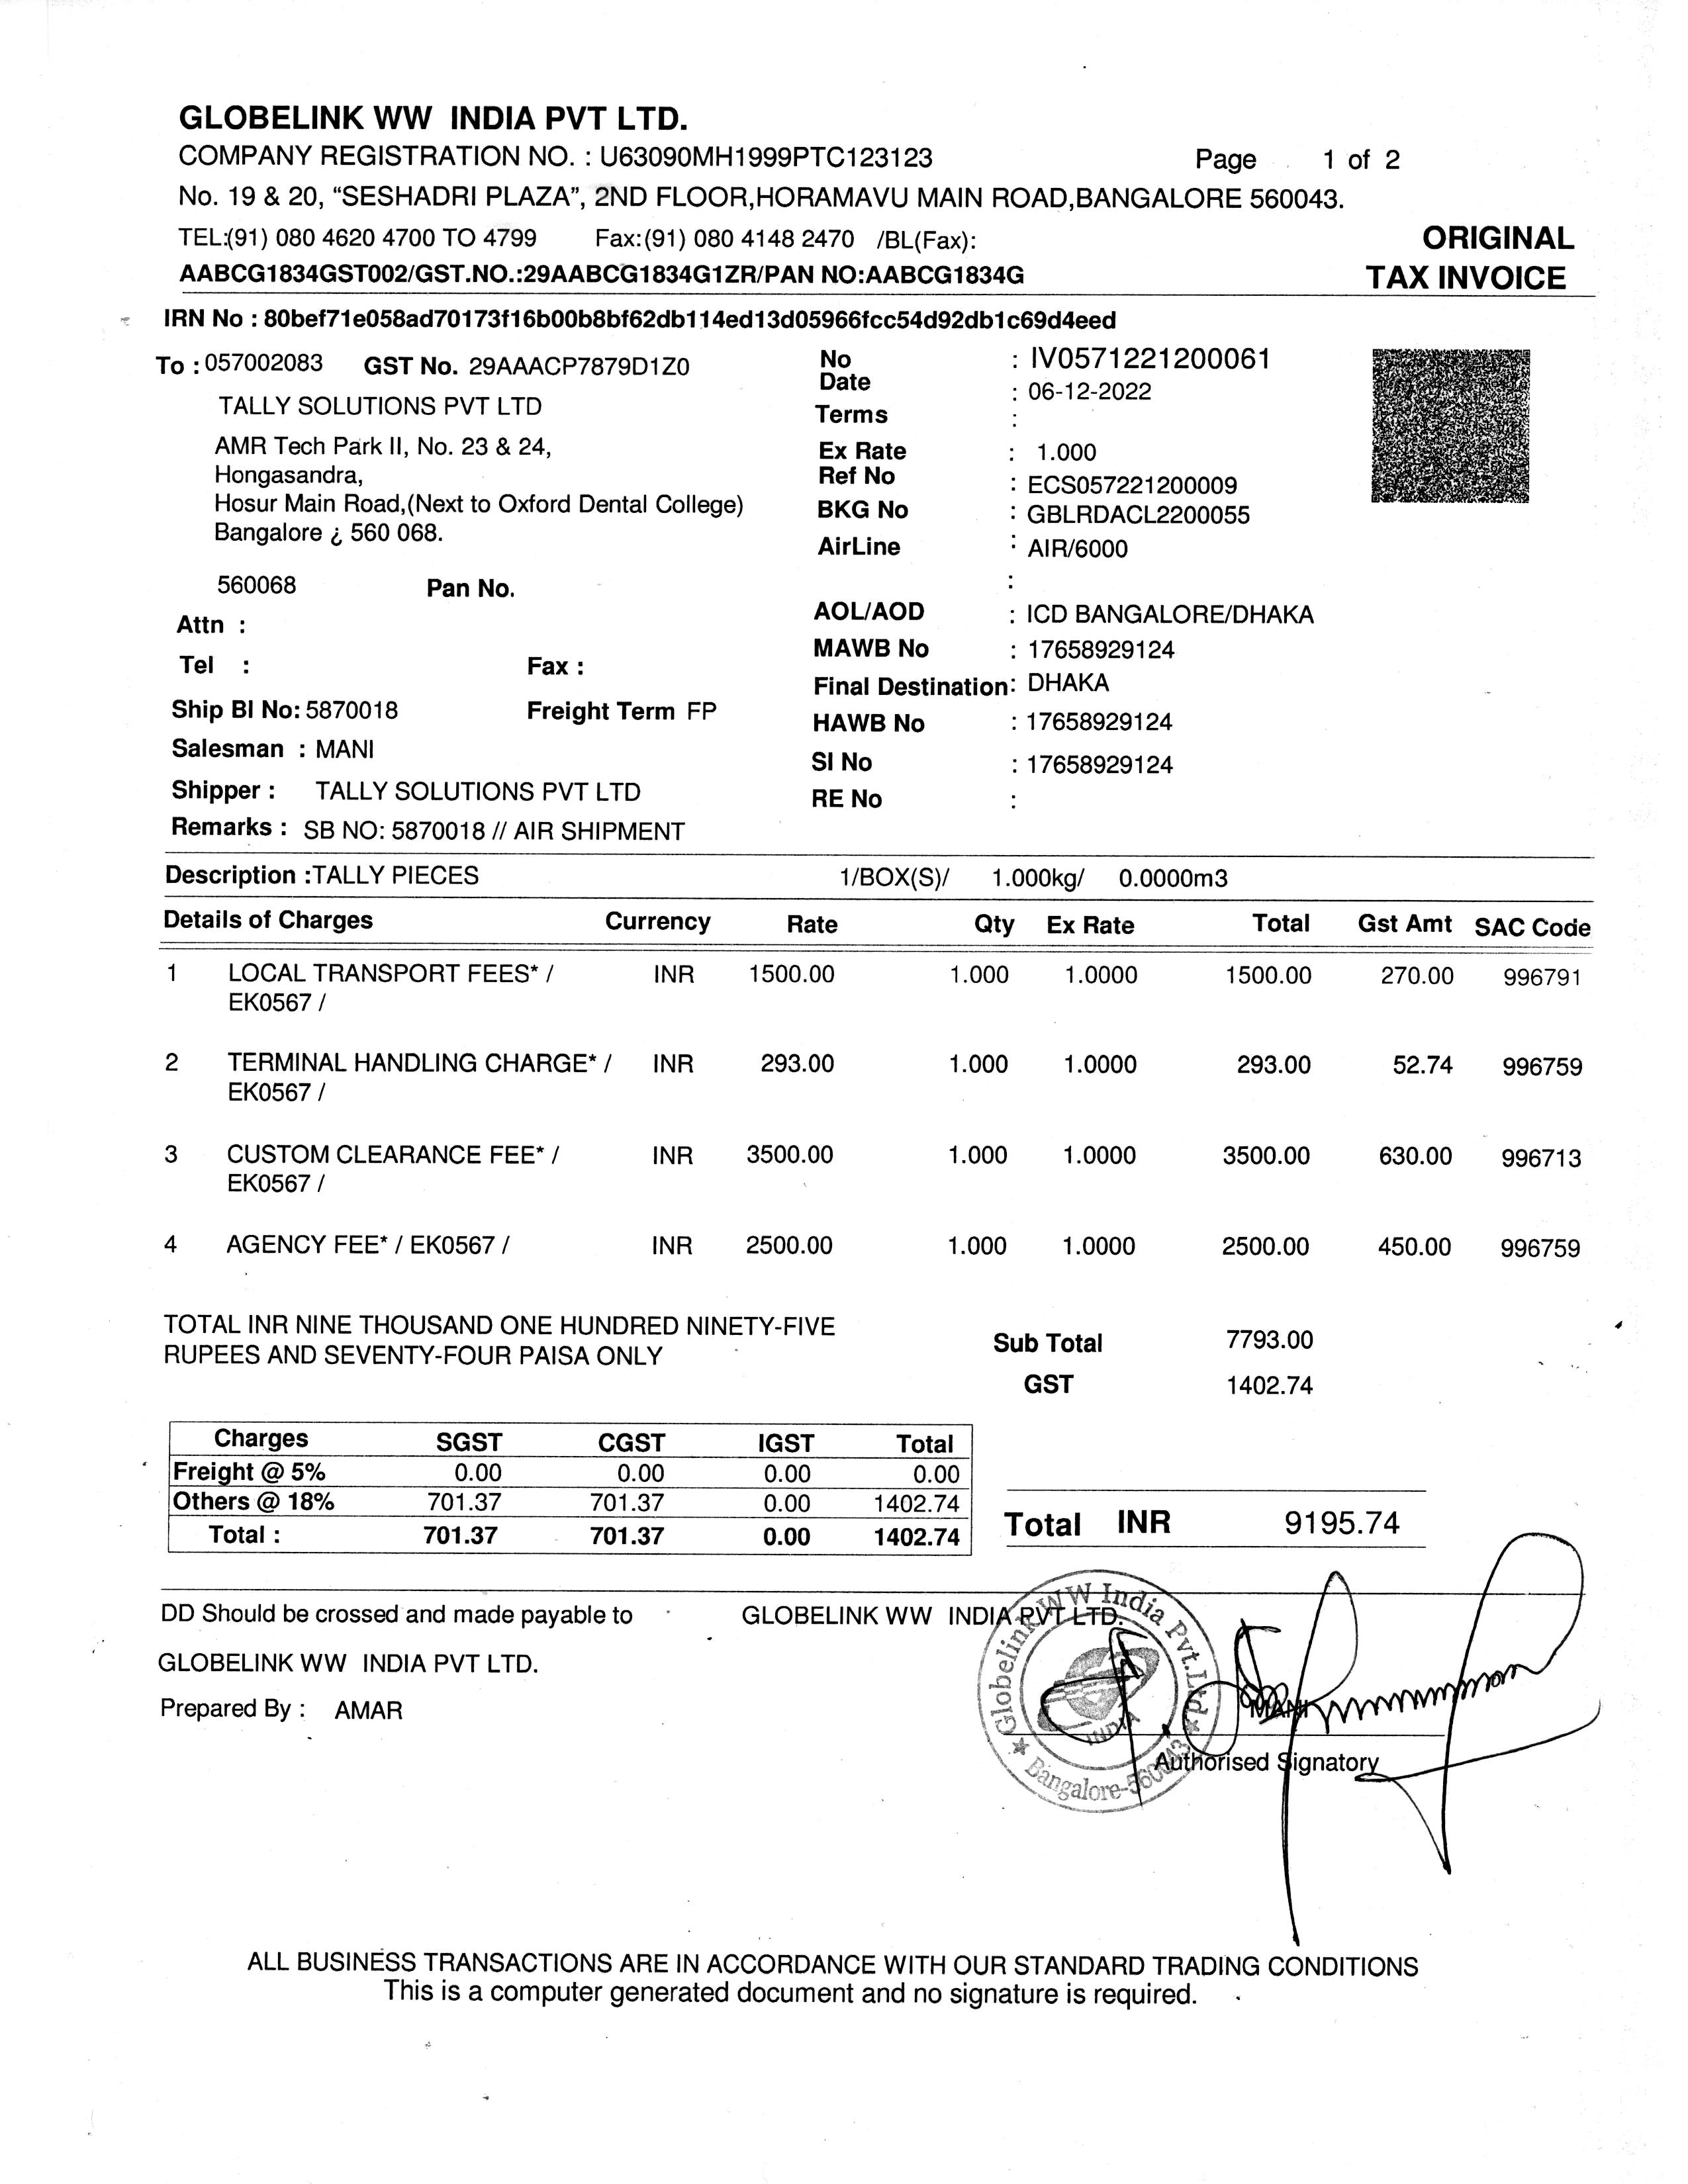 GLOBELINK WW INDIA PVT LTD.
COMPANY REGISTRATION NO. : U63090MH1999PTC123123 Page 1 of 2
No. 19 & 20, “SESHADRI PLAZA”, 2ND FLOOR,HORAMAVU MAIN ROAD,BANGALORE 560043.
TEL:(91) 080 4620 4700 TO 4799 Fax:(91) 080 4148 2470 /BL(Fax):
ORIGINAL
AABCG1834GST002/GST.NO.:29AABCG1834G1ZR/PAN NO:AABCG1834G TAX INVOICE
IRN No : 80bef71e058ad70173f16b00b8bf62db114ed13d05966fcc54d92db1c69d4eed
To : 057002083 GST No. 29AAACP7879D1Z0
TALLY SOLUTIONS PVT LTD
AMR Tech Park II, No. 23 & 24,
Hongasandra,
Hosur Main Road,(Next to Oxford Dental College)
Bangalore ¿ 560 068.
560068 Pan No.
Attn :
Tel : Fax :
Ship Bl No: 5870018 Freight Term FP
Salesman : MANI
Shipper : TALLY SOLUTIONS PVT LTD
Remarks : SB NO: 5870018 // AIR SHIPMENT
No : IV0571221200061
Date : 06-12-2022
Terms :
Ex Rate : 1.000
Ref No : ECS057221200009
BKG No : GBLRDACL2200055
AirLine : AIR/6000
:
AOL/AOD : ICD BANGALORE/DHAKA
MAWB No : 17658929124
Final Destination: DHAKA
HAWB No : 17658929124
SI No : 17658929124
RE No :
Description :TALLY PIECES 1/BOX(S)/ 1.000kg/ 0.0000m3
Details of Charges Currency Rate Qty Ex Rate Total Gst Amt SAC Code
1 LOCAL TRANSPORT FEES* / INR 1500.00 1.000 1.0000 1500.00 270.00 996791
EK0567 /
2 TERMINAL HANDLING CHARGE* / INR 293.00 1.000 1.0000 293.00 52.74 996759
EK0567 /
3 CUSTOM CLEARANCE FEE* / INR 3500.00 1.000 1.0000 3500.00 630.00 996713
EK0567 /
4 AGENCY FEE* / EK0567 / INR 2500.00 1.000 1.0000 2500.00 450.00 996759
TOTAL INR NINE THOUSAND ONE HUNDRED NINETY-FIVE
RUPEES AND SEVENTY-FOUR PAISA ONLY
Sub Total 7793.00
GST 1402.74
Charges SGST CGST IGST Total
Freight @ 5% 0.00 0.00 0.00 0.00
Others @ 18% 701.37 701.37 0.00 1402.74
Total : 701.37 701.37 0.00 1402.74
Total INR 9195.74
DD Should be crossed and made payable to GLOBELINK WW INDIA PVT LTD.
GLOBELINK WW INDIA PVT LTD.
Prepared By : AMAR
Globelink WW India Pvt.Ltd.
INDIA
★ Bangalore-560043 ★
MANI
Authorised Signatory
ALL BUSINESS TRANSACTIONS ARE IN ACCORDANCE WITH OUR STANDARD TRADING CONDITIONS
This is a computer generated document and no signature is required.